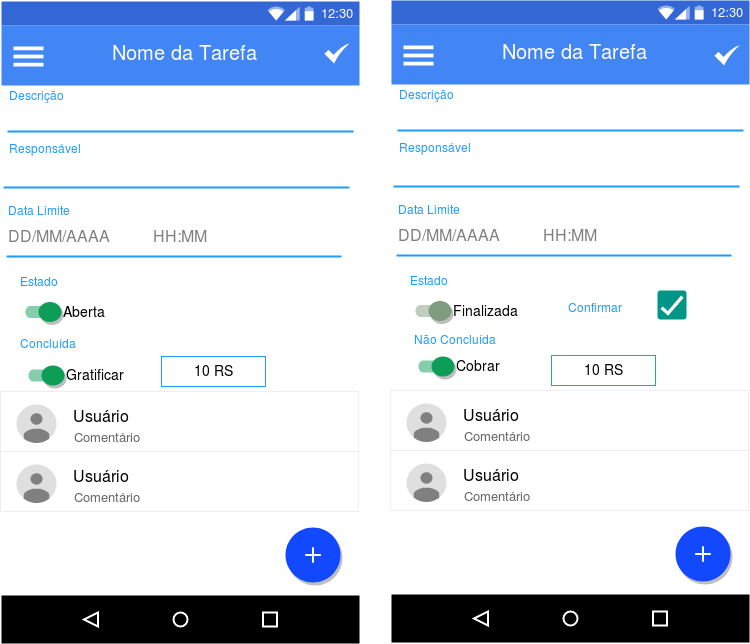 12:30
Nome da Tarefa
Descrição
Responsável
Data Limite
DD/MM/AAAA HH:MM
Estado
Aberta
Concluída
Gratificar 10 RS
Usuário
Comentário
Usuário
Comentário
12:30
Nome da Tarefa
Descrição
Responsável
Data Limite
DD/MM/AAAA HH:MM
Estado
Finalizada Confirmar
Não Concluída
Cobrar 10 RS
Usuário
Comentário
Usuário
Comentário